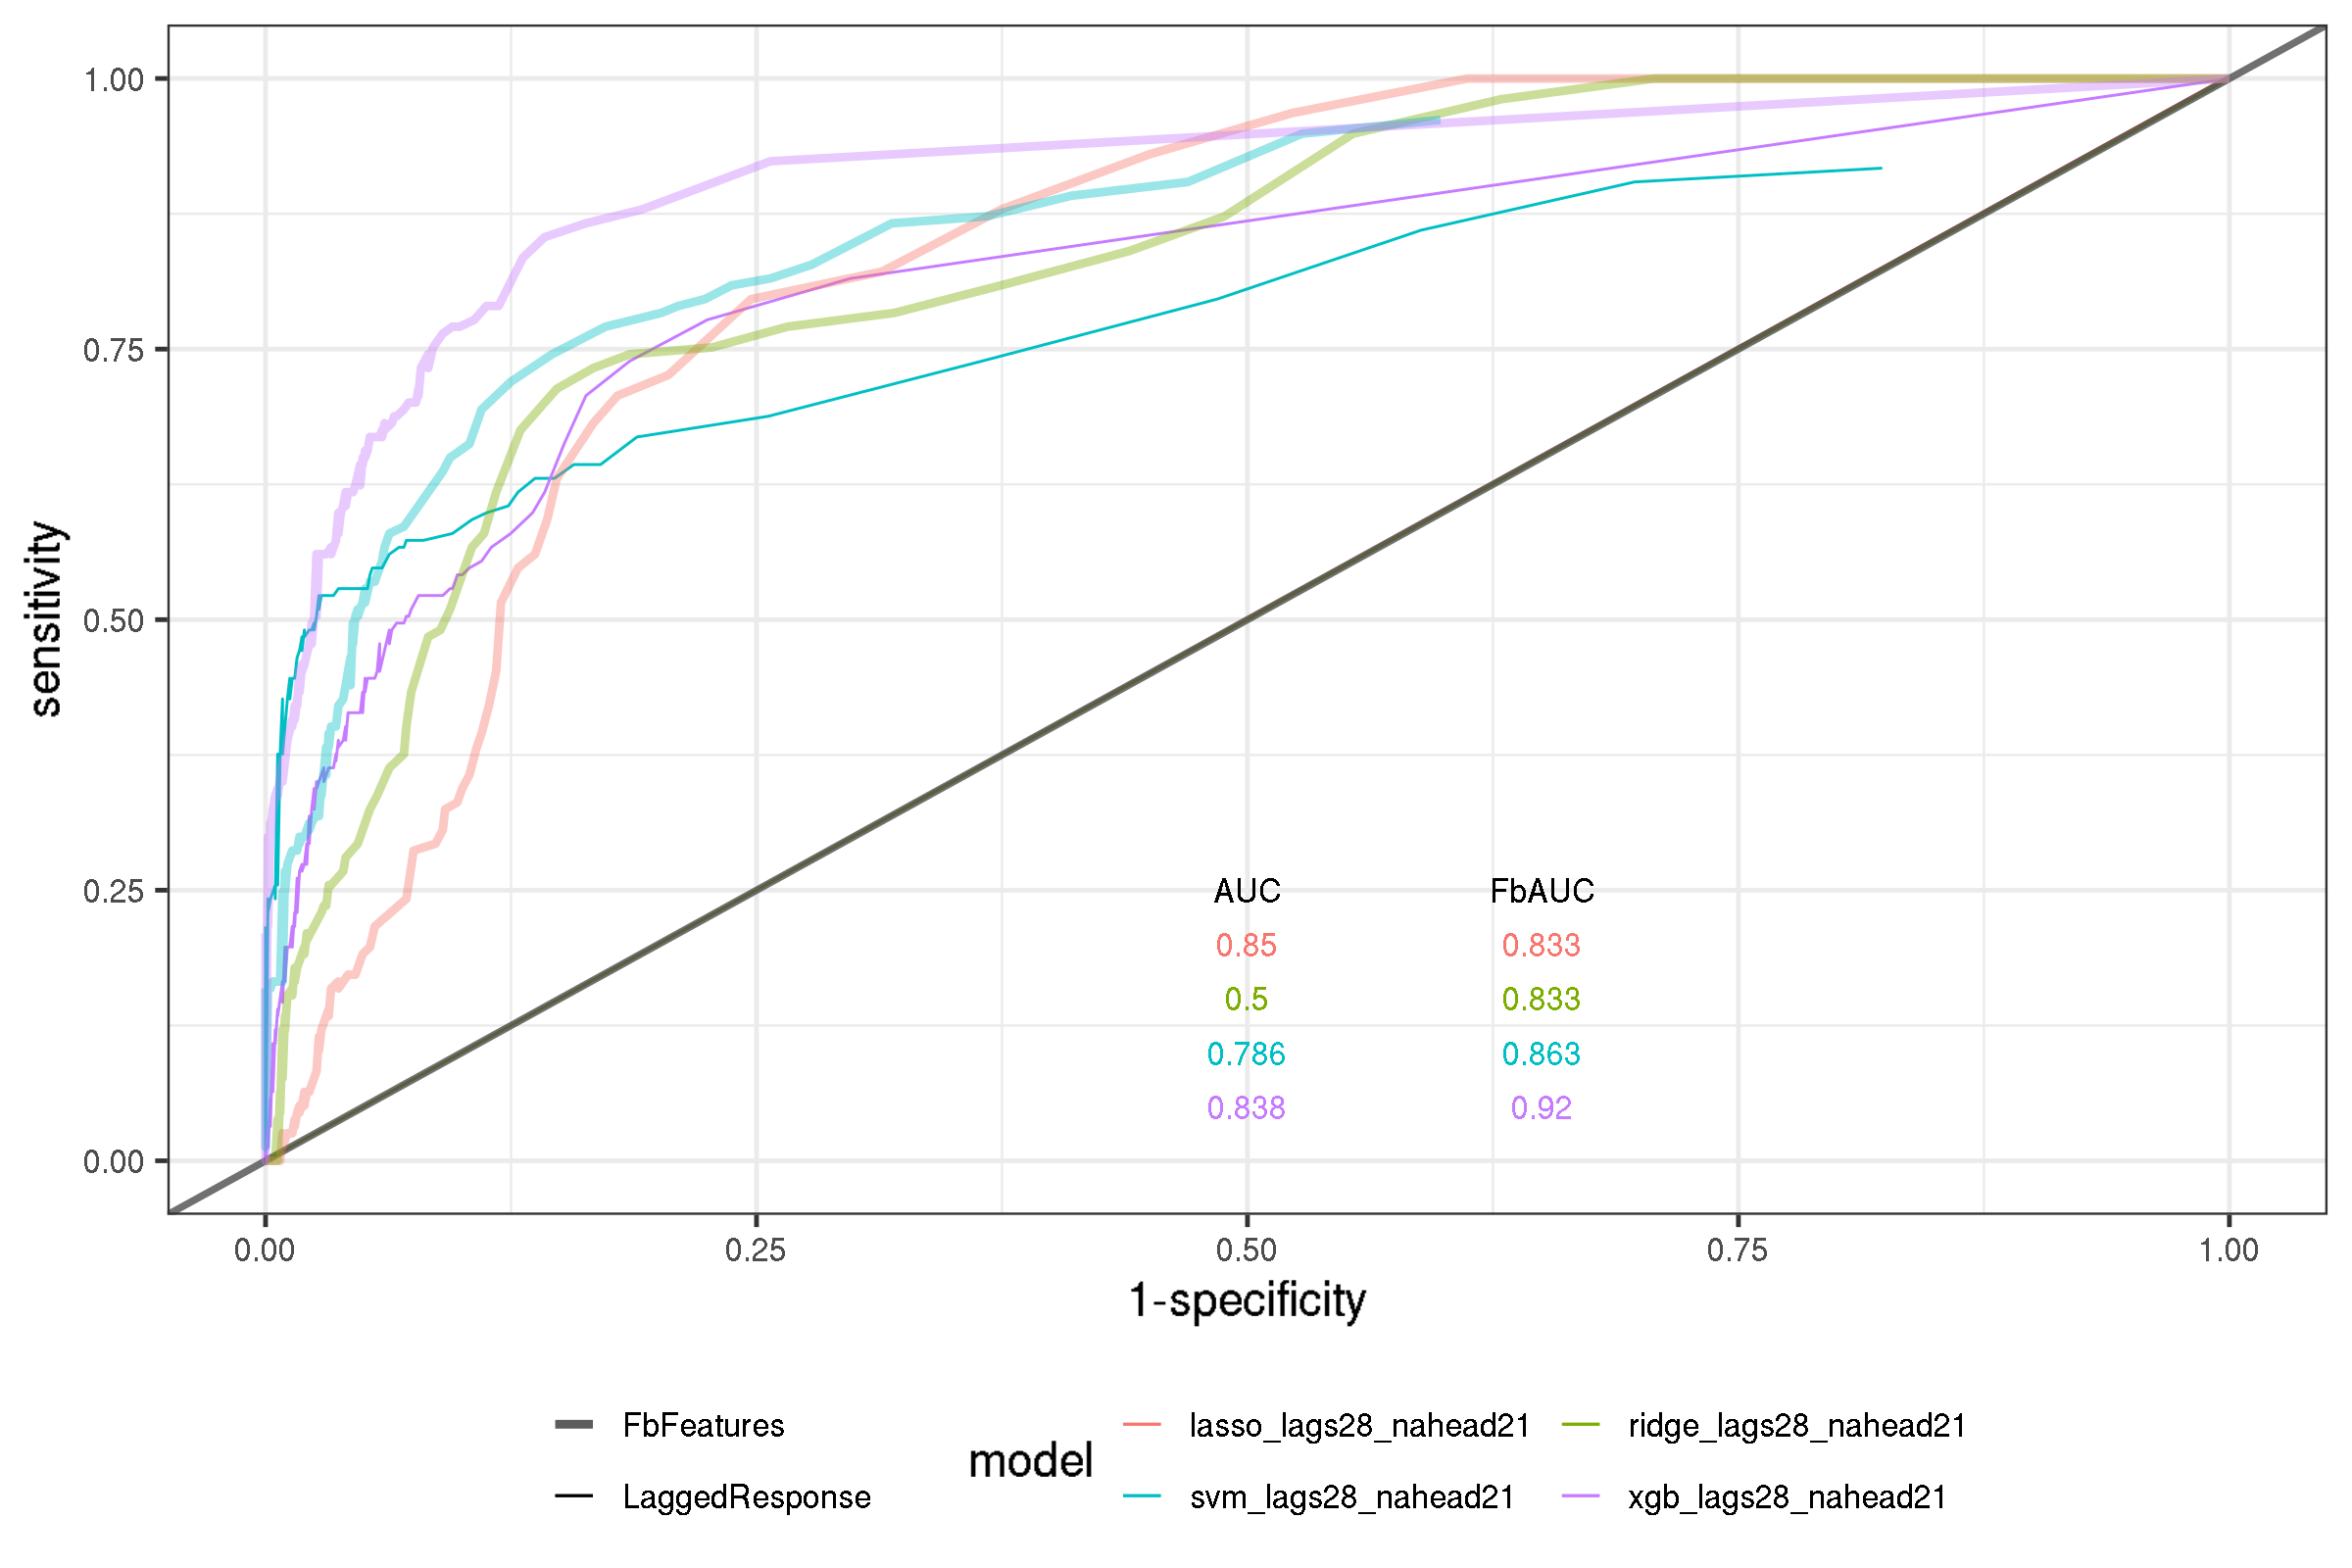 1.00
0.75
0.50
0.25
0.00
sensitivity
AUC FbAUC
0.85 0.833
0.5 0.833
0.786 0.863
0.838 0.92
0.00 0.25 0.50 0.75 1.00
1-specificity
FbFeatures
LaggedResponse
model
lasso_lags28_nahead21 ridge_lags28_nahead21
svm_lags28_nahead21 xgb_lags28_nahead21